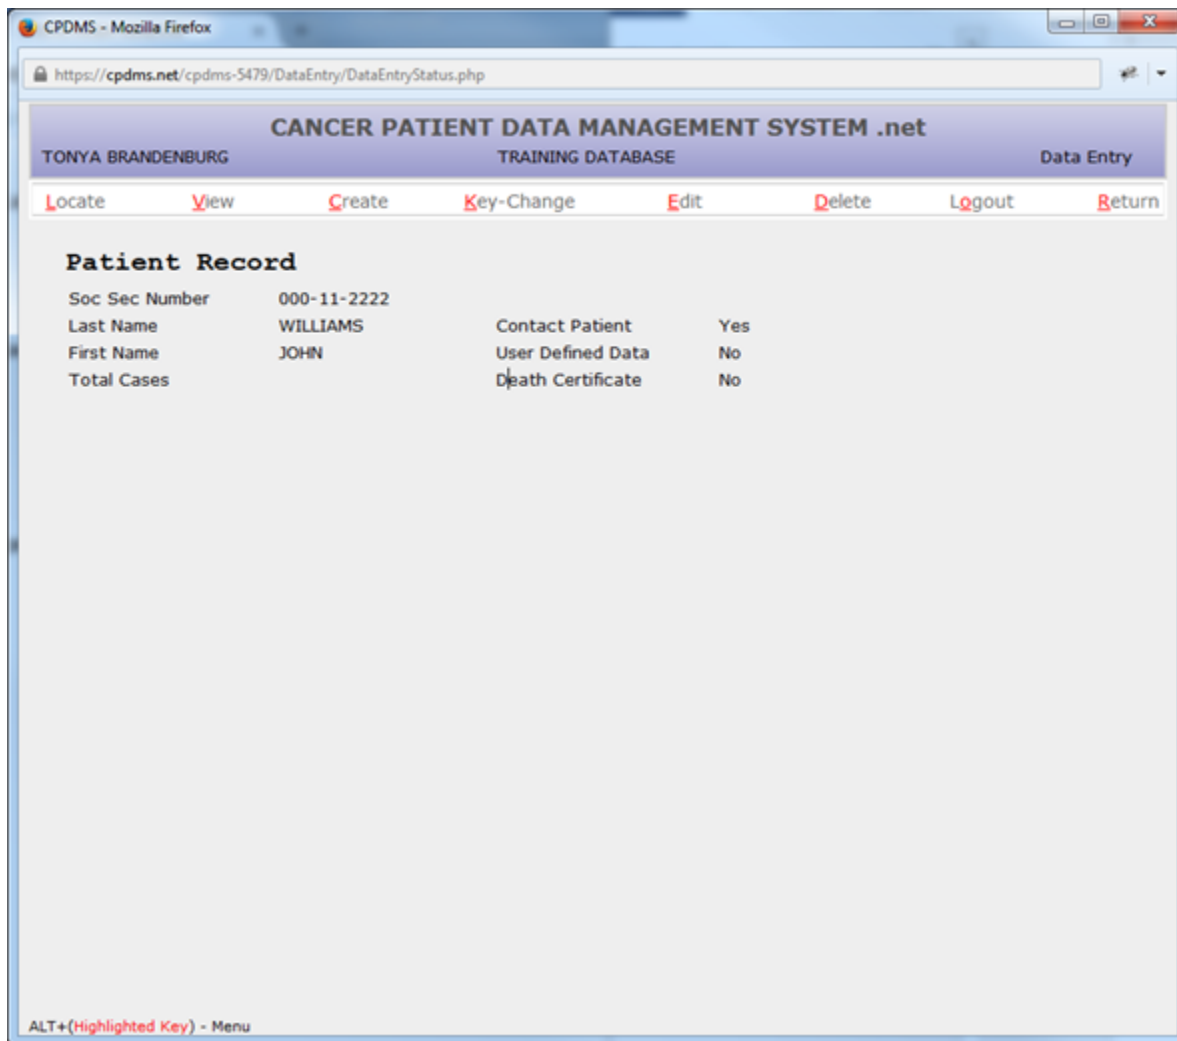 CPDMS - Mozilla Firefox
https://cpdms.net/cpdms-5479/DataEntry/DataEntryStatus.php
CANCER PATIENT DATA MANAGEMENT SYSTEM .net
TONYA BRANDENBURG TRAINING DATABASE Data Entry
Locate View Create Key-Change Edit Delete Logout Return
Patient Record
Soc Sec Number 000-11-2222
Last Name WILLIAMS Contact Patient Yes
First Name JOHN User Defined Data No
Total Cases Death Certificate No
ALT+(Highlighted Key) - Menu